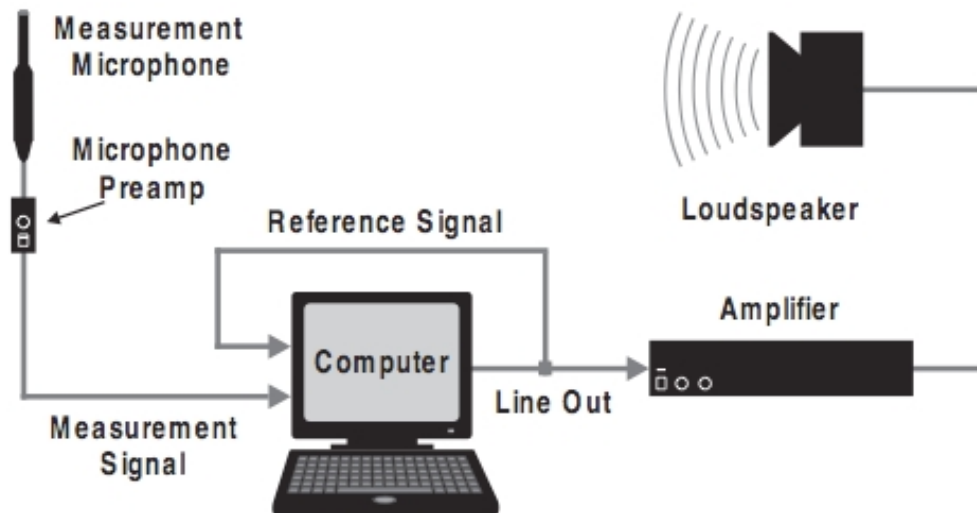 Measurement
Microphone
Microphone
Preamp
Loudspeaker
Reference Signal
Amplifier
Computer
Line Out
Measurement
Signal